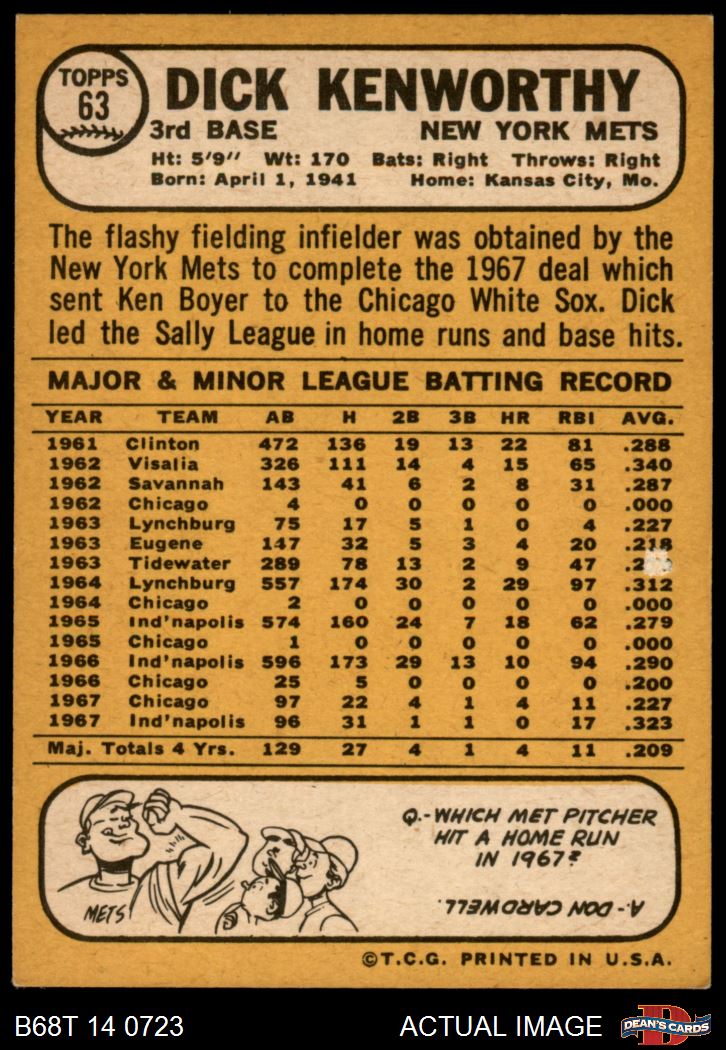 TOPPS
63
DICK KENWORTHY
3rd BASE NEW YORK METS
Ht: 5'9" Wt: 170 Bats: Right Throws: Right
Born: April 1, 1941 Home: Kansas City, Mo.
The flashy fielding infielder was obtained by the
New York Mets to complete the 1967 deal which
sent Ken Boyer to the Chicago White Sox. Dick
led the Sally League in home runs and base hits.
MAJOR & MINOR LEAGUE BATTING RECORD
YEAR TEAM AB H 2B 3B HR RBI AVG.
1961 Clinton 472 136 19 13 22 81 .288
1962 Visalia 326 111 14 4 15 65 .340
1962 Savannah 143 41 6 2 8 31 .287
1962 Chicago 4 0 0 0 0 0 .000
1963 Lynchburg 75 17 5 1 0 4 .227
1963 Eugene 147 32 5 3 4 20 .218
1963 Tidewater 289 78 13 2 9 47
1964 Lynchburg 557 174 30 2 29 97 .312
1964 Chicago 2 0 0 0 0 0 .000
1965 Ind'napolis 574 160 24 7 18 62 .279
1965 Chicago 1 0 0 0 0 0 .000
1966 Ind'napolis 596 173 29 13 10 94 .290
1966 Chicago 25 5 0 0 0 0 .200
1967 Chicago 97 22 4 1 4 11 .227
1967 Ind'napolis 96 31 1 1 0 17 .323
Maj. Totals 4 Yrs. 129 27 4 1 4 11 .209
Q.-WHICH MET PITCHER
HIT A HOME RUN
IN 1967?
A.- DON CARDWELL.
METS
©T.C.G. PRINTED IN U.S.A.
B68T 14 0723 ACTUAL IMAGE
D
DEAN'S CARDS